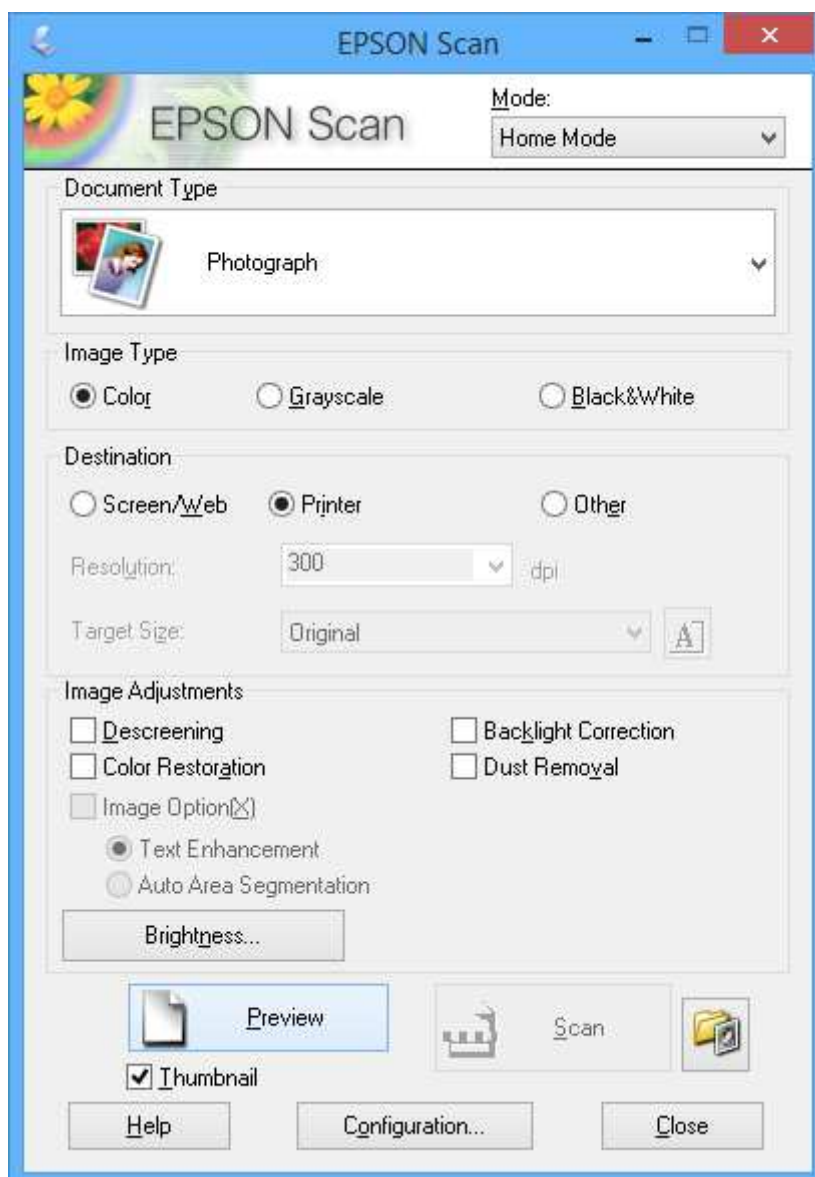 EPSON Scan
EPSON Scan
Mode:
Home Mode
Document Type
Photograph
Image Type
Color Grayscale Black&White
Destination
Screen/Web Printer Other
Resolution: 300 dpi
Target Size: Original A
Image Adjustments
Descreening Backlight Correction
Color Restoration Dust Removal
Image Option(X)
Text Enhancement
Auto Area Segmentation
Brightness...
Preview Scan
Thumbnail
Help Configuration... Close